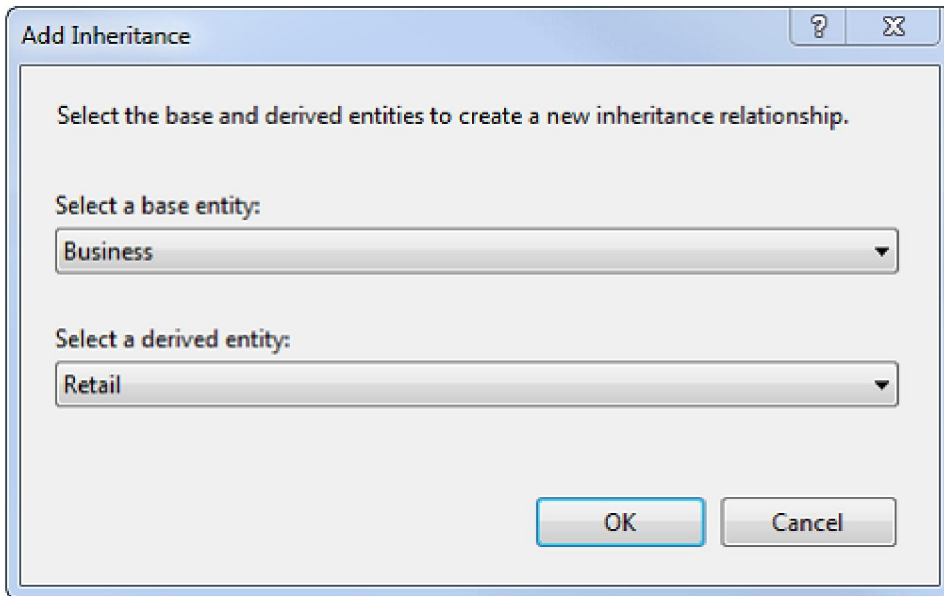 Add Inheritance
Select the base and derived entities to create a new inheritance relationship.
Select a base entity:
Business
Select a derived entity:
Retail
OK Cancel